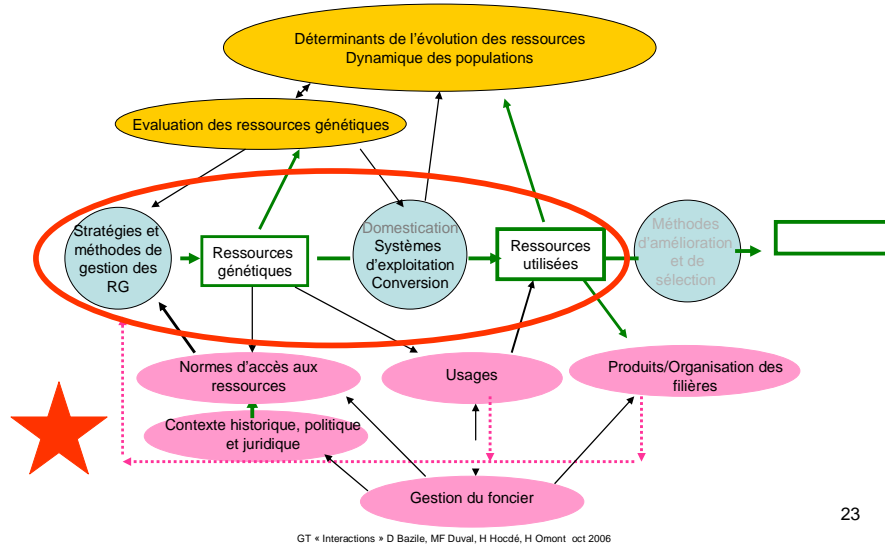 Déterminants de l'évolution des ressources
Dynamique des populations
Evaluation des ressources génétiques
Stratégies et
méthodes de
gestion des
RG
Ressources
génétiques
Domestication
Systèmes
d'exploitation
Conversion
Ressources
utilisées
Méthodes
d'amélioration
et de
sélection
Normes d'accès aux
ressources
Usages
Produits/Organisation des
filières
Contexte historique, politique
et juridique
Gestion du foncier
23
GT « Interactions » D Bazile, MF Duval, H Hocdé, H Omont oct 2006